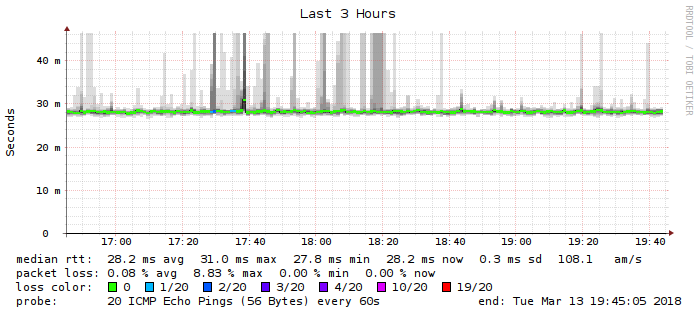 Last 3 Hours
RRDTOOL / TOBI OETIKER
Seconds
40 m
30 m
20 m
10 m
0
17:00 17:20 17:40 18:00 18:20 18:40 19:00 19:20 19:40
median rtt: 28.2 ms avg 31.0 ms max 27.8 ms min 28.2 ms now 0.3 ms sd 108.1 am/s
packet loss: 0.08 % avg 8.83 % max 0.00 % min 0.00 % now
loss color: 0 1/20 2/20 3/20 4/20 10/20 19/20
probe: 20 ICMP Echo Pings (56 Bytes) every 60s end: Tue Mar 13 19:45:05 2018